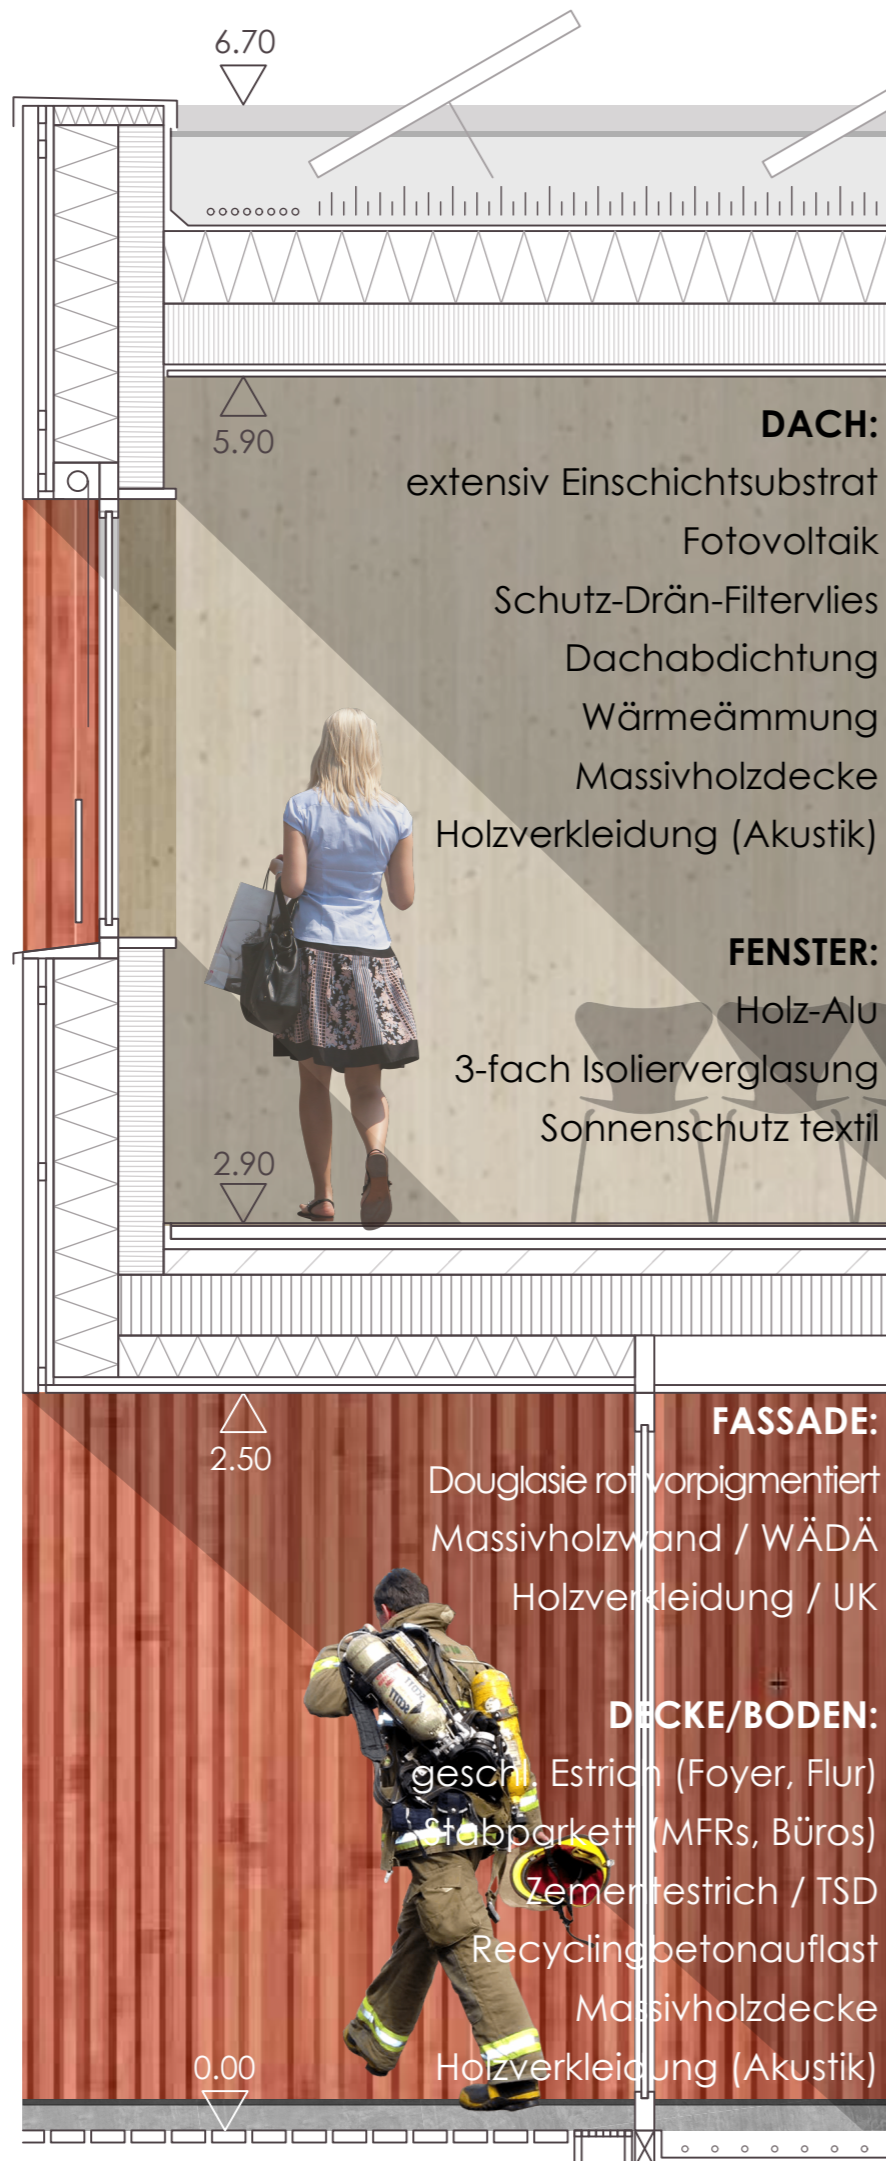 6.70
5.90
DACH:
extensiv Einschichtsubstrat
Fotovoltaik
Schutz-Drän-Filtervlies
Dachabdichtung
Wärmeämmung
Massivholzdecke
Holzverkleidung (Akustik)
FENSTER:
Holz-Alu
3-fach Isolierverglasung
Sonnenschutz textil
2.90
2.50
FASSADE:
Douglasie rot vorpigmentiert
Massivholzwand / WÄDÄ
Holzverkleidung / UK
SCOTT
SCOTT
DECKE/BODEN:
geschl. Estrich (Foyer, Flur)
Stabparkett (MFRs, Büros)
Zementestrich / TSD
Recyclingbetonauflast
Massivholzdecke
Holzverkleidung (Akustik)
0.00